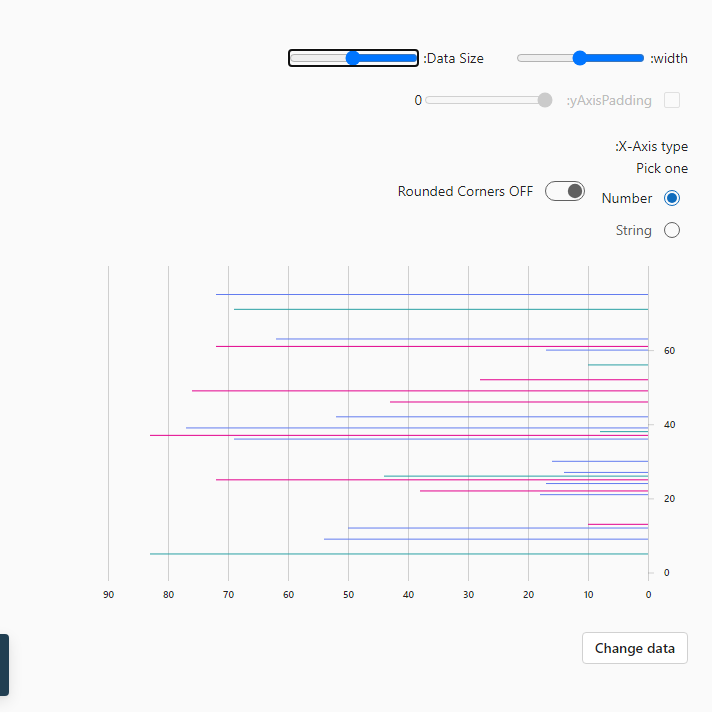 :width
:Data Size
:yAxisPadding
0
:X-Axis type
Pick one
Number
Rounded Corners OFF
String
60
40
20
0
90 80 70 60 50 40 30 20 10 0
Change data